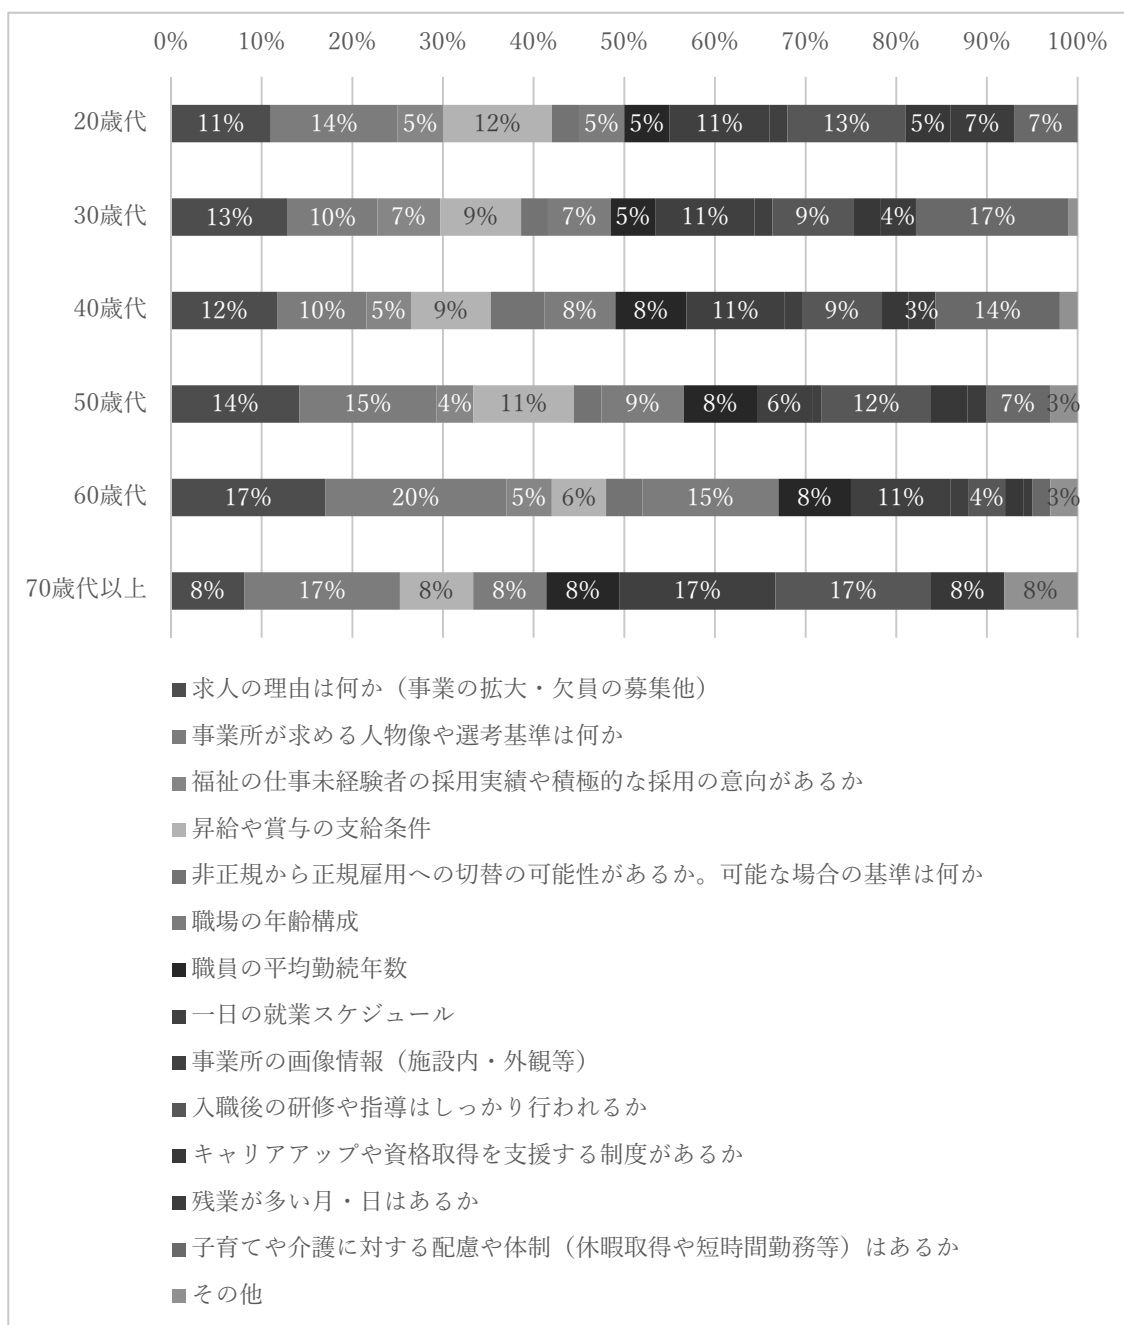 0% 10% 20% 30% 40% 50% 60% 70% 80% 90% 100%
20歳代 11% 14% 5% 12% 5% 5% 11% 13% 5% 7% 7%
30歳代 13% 10% 7% 9% 7% 5% 11% 9% 4% 17%
40歳代 12% 10% 5% 9% 8% 8% 11% 9% 3% 14%
50歳代 14% 15% 4% 11% 9% 8% 6% 12% 7% 3%
60歳代 17% 20% 5% 6% 15% 8% 11% 4% 3%
70歳代以上 8% 17% 8% 8% 8% 17% 17% 8% 8%
求人の理由は何か（事業の拡大・欠員の募集他）
事業所が求める人物像や選考基準は何か
福祉の仕事未経験者の採用実績や積極的な採用の意向があるか
昇給や賞与の支給条件
非正規から正規雇用への切替の可能性があるか。可能な場合の基準は何か
職場の年齢構成
職員の平均勤続年数
一日の就業スケジュール
事業所の画像情報（施設内・外観等）
入職後の研修や指導はしっかり行われるか
キャリアアップや資格取得を支援する制度があるか
残業が多い月・日はあるか
子育てや介護に対する配慮や体制（休暇取得や短時間勤務等）はあるか
その他